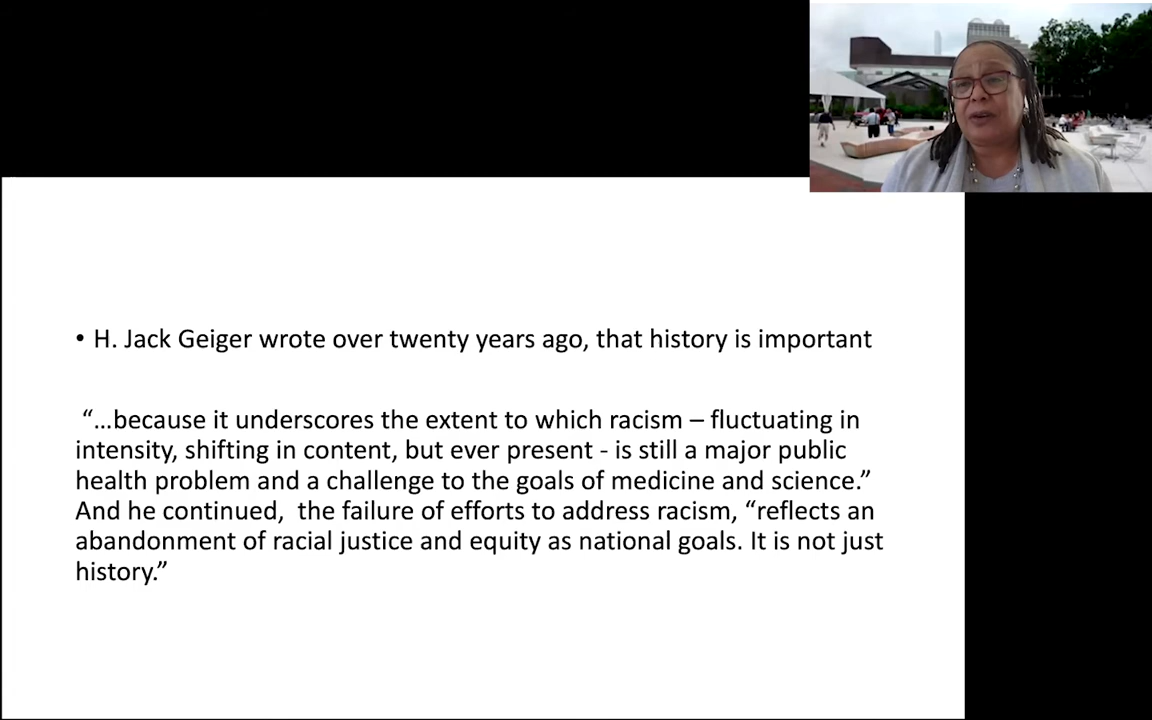 • H. Jack Geiger wrote over twenty years ago, that history is important
“…because it underscores the extent to which racism – fluctuating in
intensity, shifting in content, but ever present - is still a major public
health problem and a challenge to the goals of medicine and science.”
And he continued,  the failure of efforts to address racism, “reflects an
abandonment of racial justice and equity as national goals. It is not just
history.”